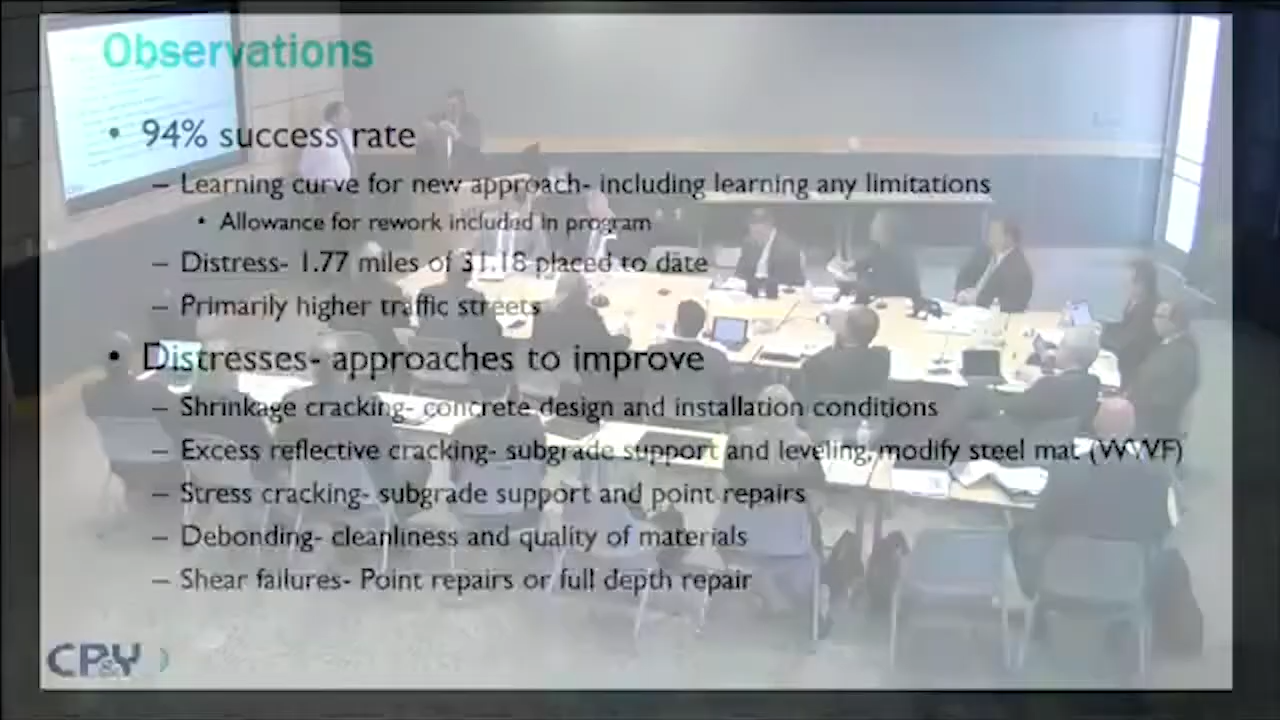 Observations
• 94% success rate
– Learning curve for new approach- including learning any limitations
• Allowance for rework included in program
– Distress- 1.77 miles of 31.18 placed to date
– Primarily higher traffic streets
• Distresses- approaches to improve
– Shrinkage cracking- concrete design and installation conditions
– Excess reflective cracking- subgrade support and leveling, modify steel mat (WWF)
– Stress cracking- subgrade support and point repairs
– Debonding- cleanliness and quality of materials
– Shear failures- Point repairs or full depth repair
CP&Y